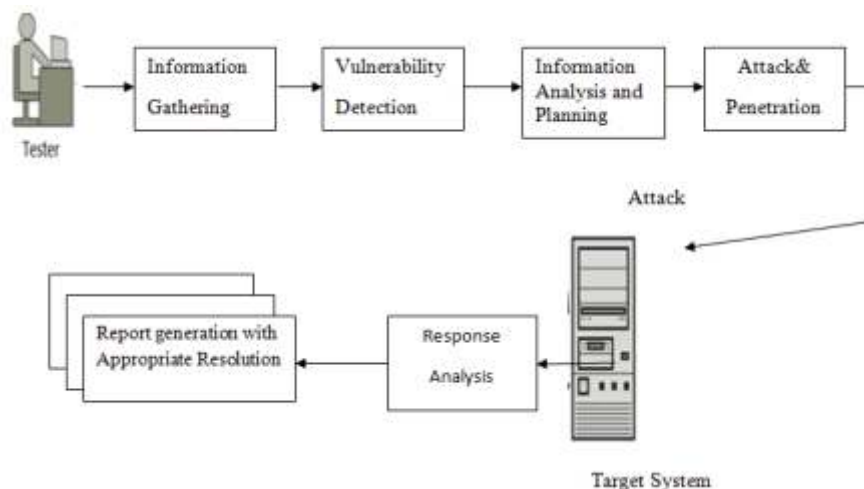 Tester
Information
Gathering
Vulnerability
Detection
Information
Analysis and
Planning
Attack&
Penetration
Attack
Report generation with
Appropriate Resolution
Response
Analysis
Target System